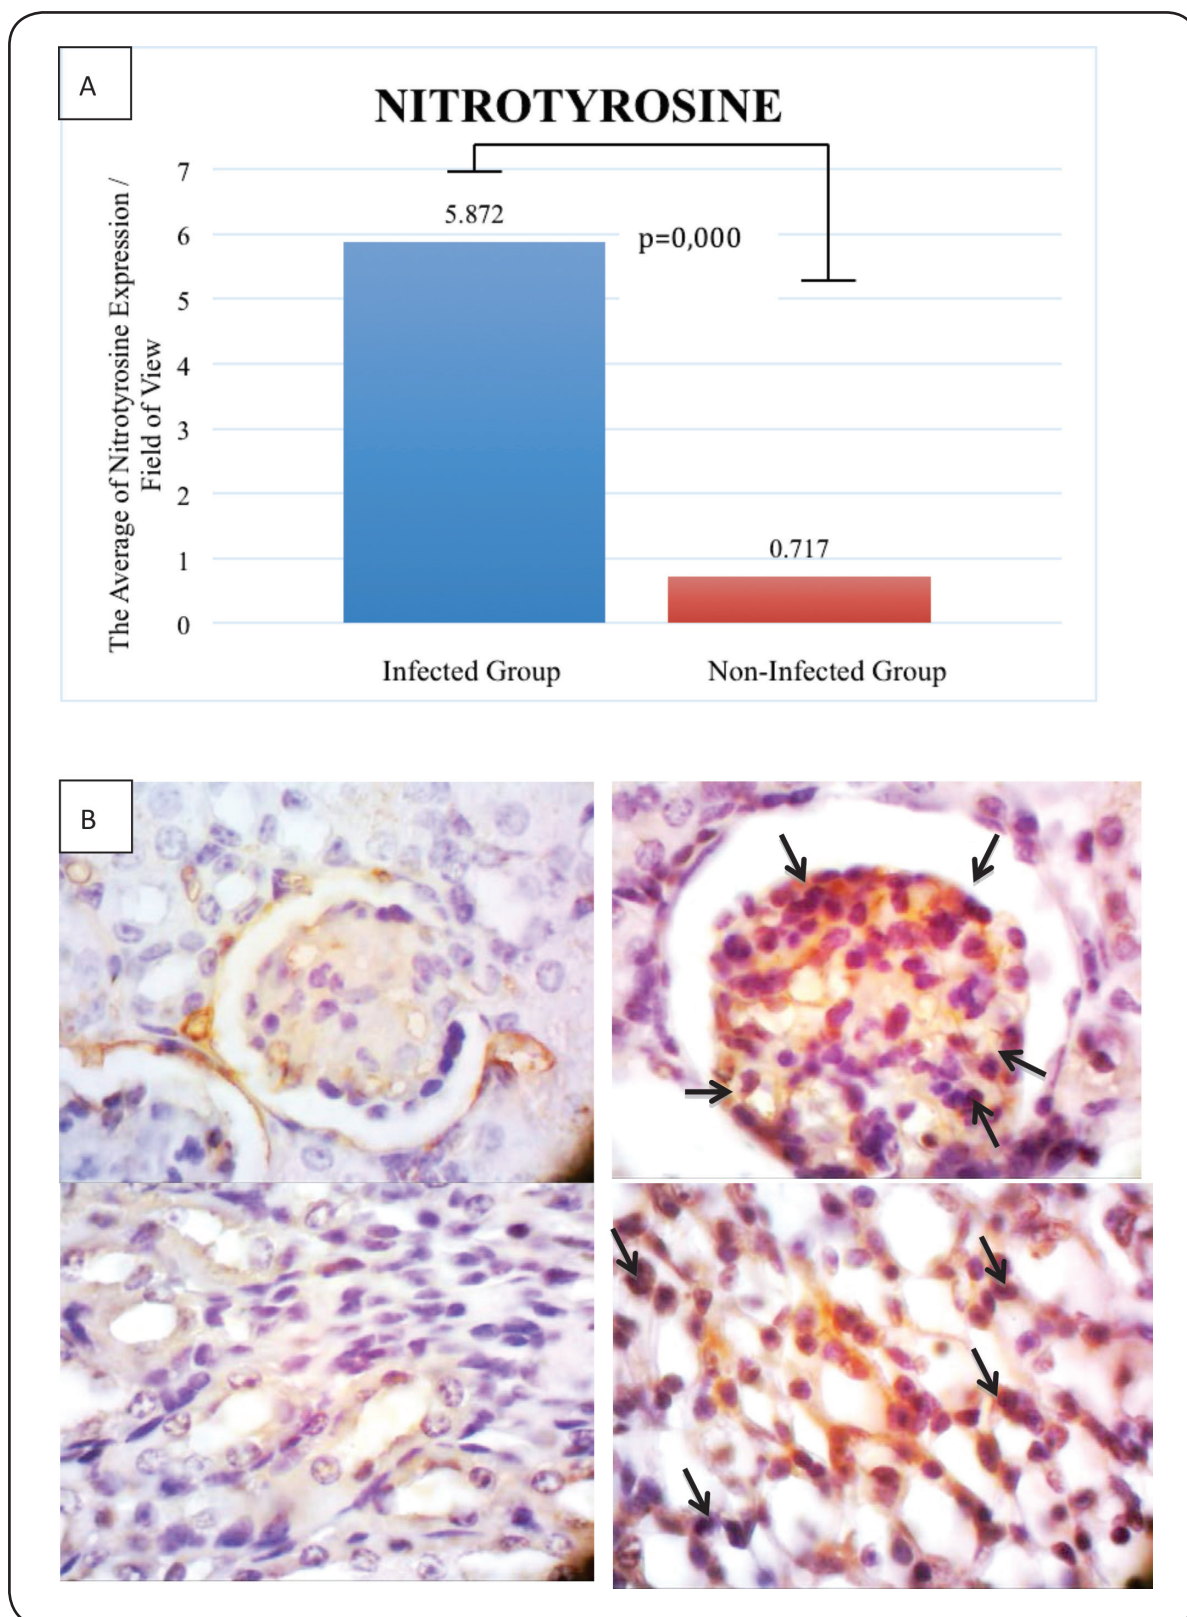 A
NITROTYROSINE
The Average of Nitrotyrosine Expression /
Field of View
7
6
5
4
3
2
1
0
5.872
p=0,000
0.717
Infected Group
Non-Infected Group
B